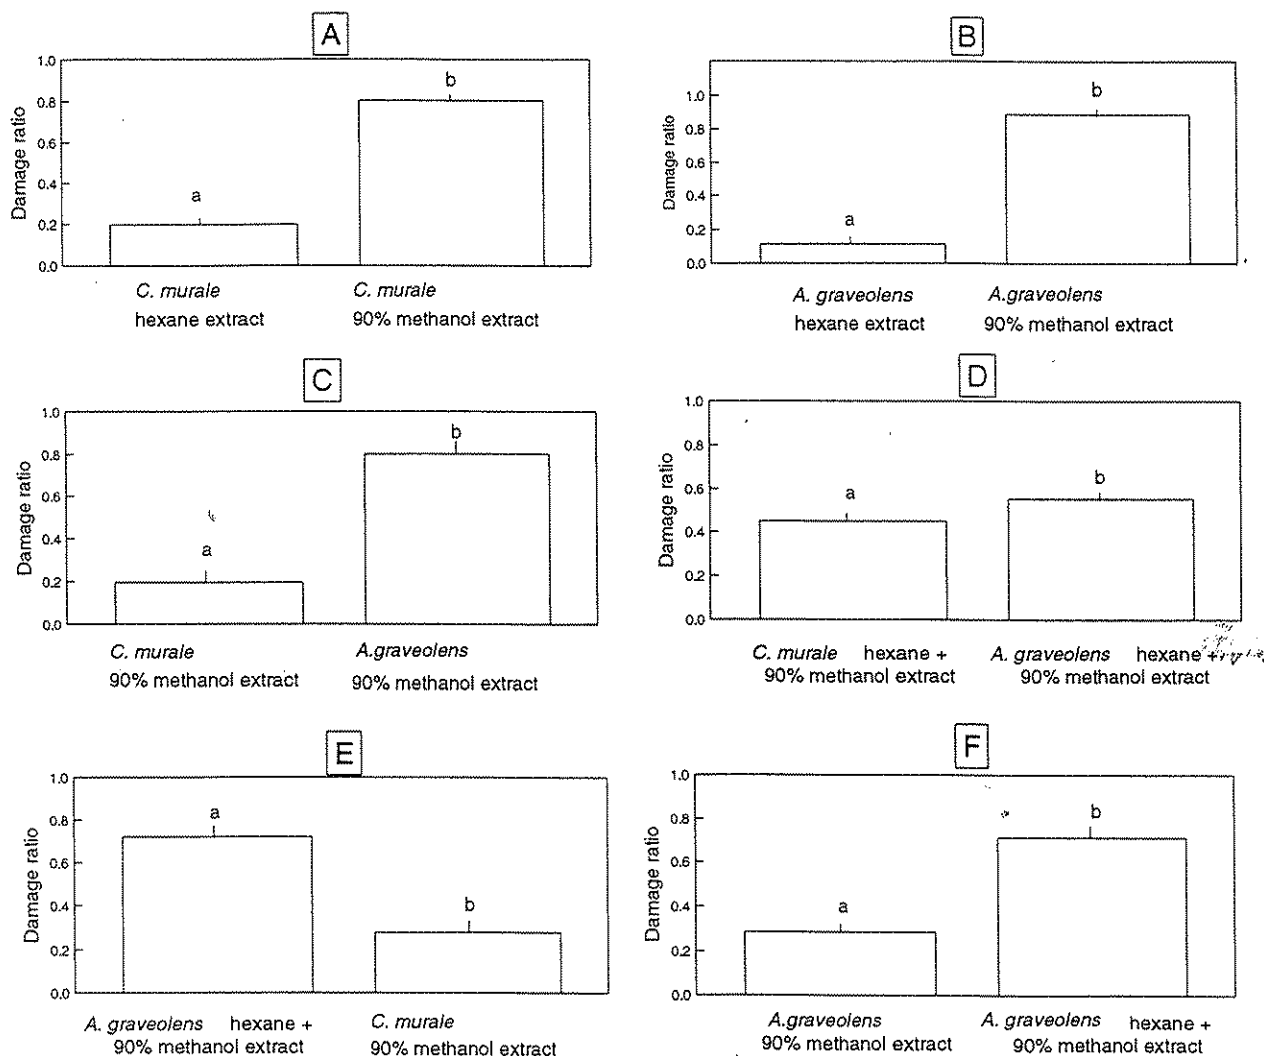 A
Damage ratio
1.0
0.8
0.6
0.4
0.2
0.0
a
b
C. murale
hexane extract
C. murale
90% methanol extract
B
Damage ratio
1.0
0.8
0.6
0.4
0.2
0.0
a
b
A. graveolens
hexane extract
A.graveolens
90% methanol extract
C
Damage ratio
1.0
0.8
0.6
0.4
0.2
0.0
a
b
C. murale
90% methanol extract
A.graveolens
90% methanol extract
D
Damage ratio
1.0
0.8
0.6
0.4
0.2
0.0
a
b
C. murale hexane +
90% methanol extract
A. graveolens hexane +
90% methanol extract
E
Damage ratio
1.0
0.8
0.6
0.4
0.2
0.0
a
b
A. graveolens hexane +
90% methanol extract
C. murale
90% methanol extract
F
Damage ratio
1.0
0.8
0.6
0.4
0.2
0.0
a
b
A.graveolens
90% methanol extract
A. graveolens hexane +
90% methanol extract